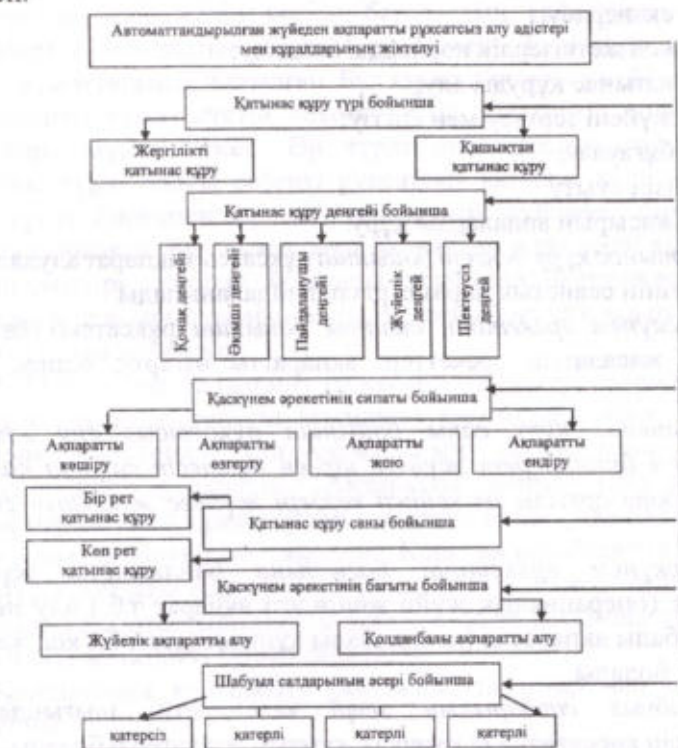 Автоматтандырылған жүйеден ақпаратты рұқсатсыз алу әдістері
мен құралдарының жіктелуі
Қатынас құру түрі бойынша
Жергілікті
қатынас құру
Қашықтан
қатынас құру
Қатынас құру деңгейі бойынша
Қонақ деңгейі
Әкімші деңгейі
Пайдаланушы
деңгейі
Жүйелік
деңгей
Шектеусіз
деңгей
Қаскүнем әрекетінің сипаты бойынша
Ақпаратты
көшіру
Ақпаратты
өзгерту
Ақпаратты
жою
Ақпаратты
ендіру
Бір рет
қатынас құру
Қатынас құру саны бойынша
Көп рет
қатынас құру
Қаскүнем әрекетінің бағыты бойынша
Жүйелік ақпаратты алу
Қолданбалы ақпаратты алу
Шабуыл салдарының әсері бойынша
қатерсіз
қатерлі
қатерлі
қатерлі